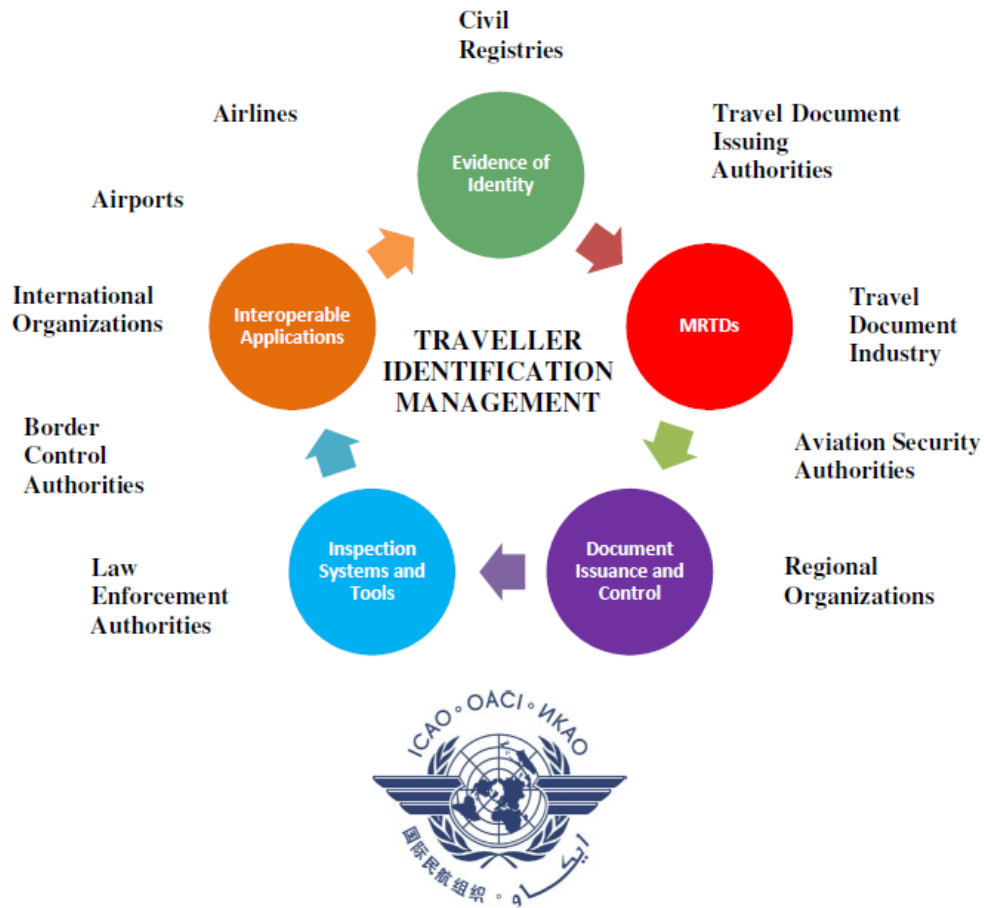 Civil
Registries
Airlines
Travel Document
Issuing
Authorities
Evidence of
Identity
Airports
International
Organizations
Interoperable
Applications
MRTDs
Travel
Document
Industry
TRAVELLER
IDENTIFICATION
MANAGEMENT
Border
Control
Authorities
Aviation Security
Authorities
Inspection
Systems and
Tools
Document
Issuance and
Control
Law
Enforcement
Authorities
Regional
Organizations
ICAO · OACI · ИКАО
国际民航组织 · ايكاو